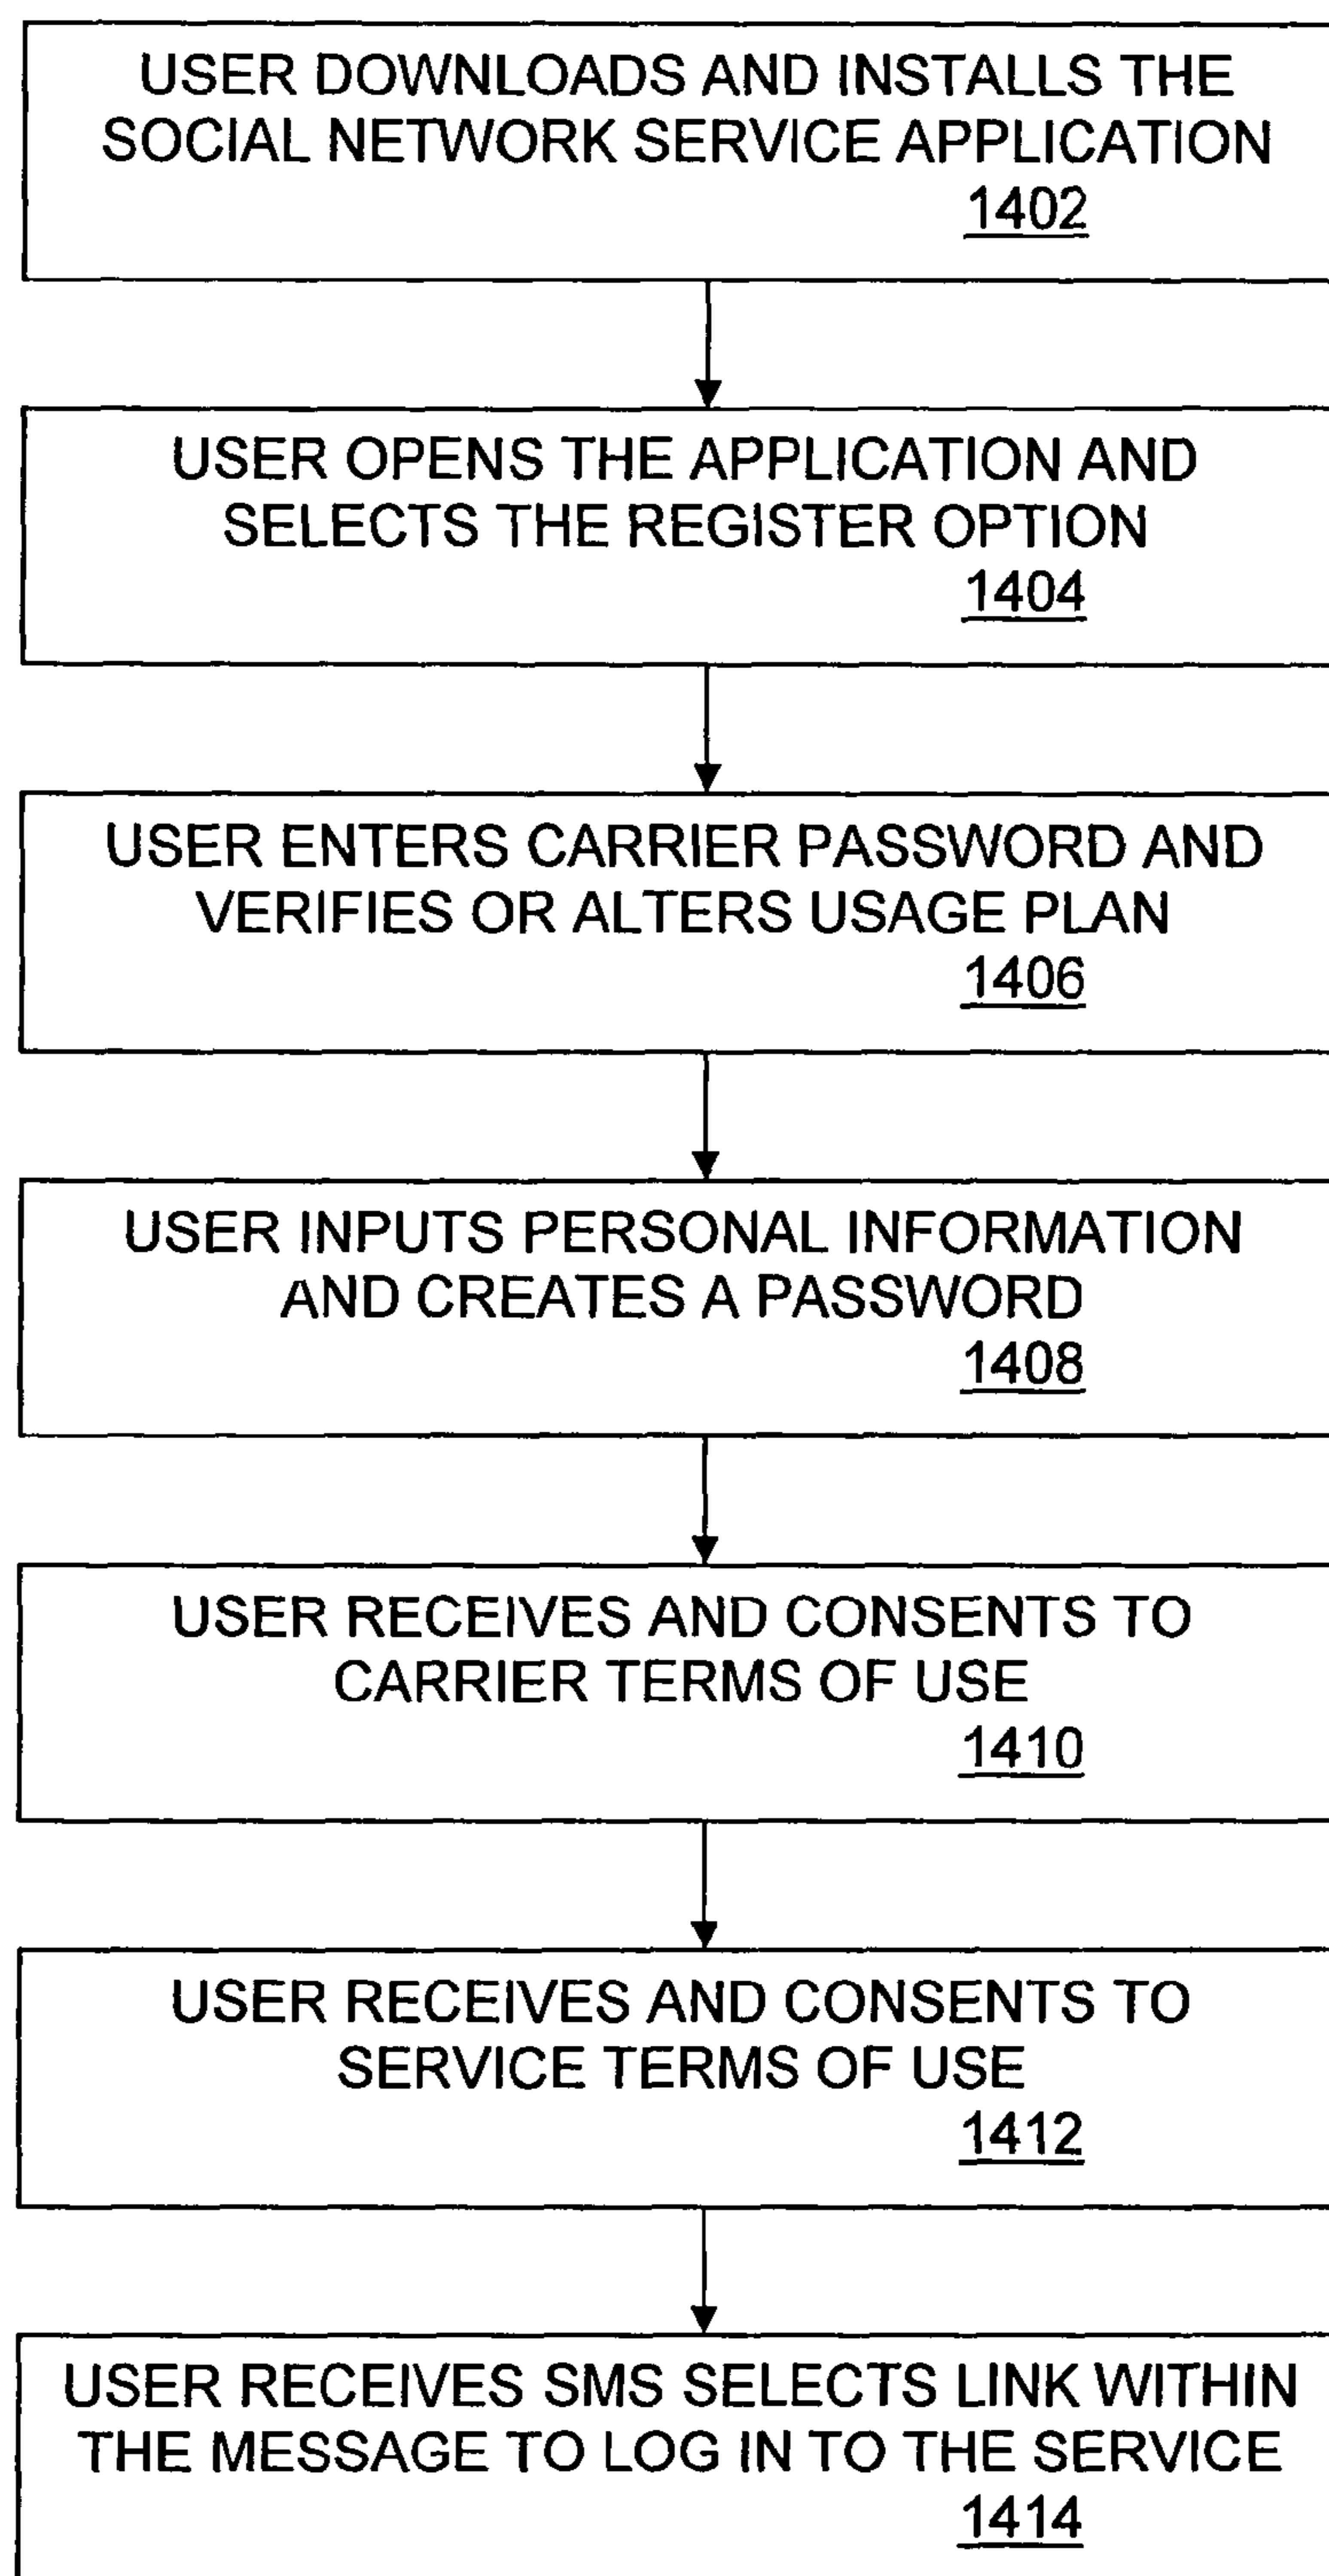 USER DOWNLOADS AND INSTALLS THE
SOCIAL NETWORK SERVICE APPLICATION
1402
USER OPENS THE APPLICATION AND
SELECTS THE REGISTER OPTION
1404
USER ENTERS CARRIER PASSWORD AND
VERIFIES OR ALTERS USAGE PLAN
1406
USER INPUTS PERSONAL INFORMATION
AND CREATES A PASSWORD
1408
USER RECEIVES AND CONSENTS TO
CARRIER TERMS OF USE
1410
USER RECEIVES AND CONSENTS TO
SERVICE TERMS OF USE
1412
USER RECEIVES SMS SELECTS LINK WITHIN
THE MESSAGE TO LOG IN TO THE SERVICE
1414